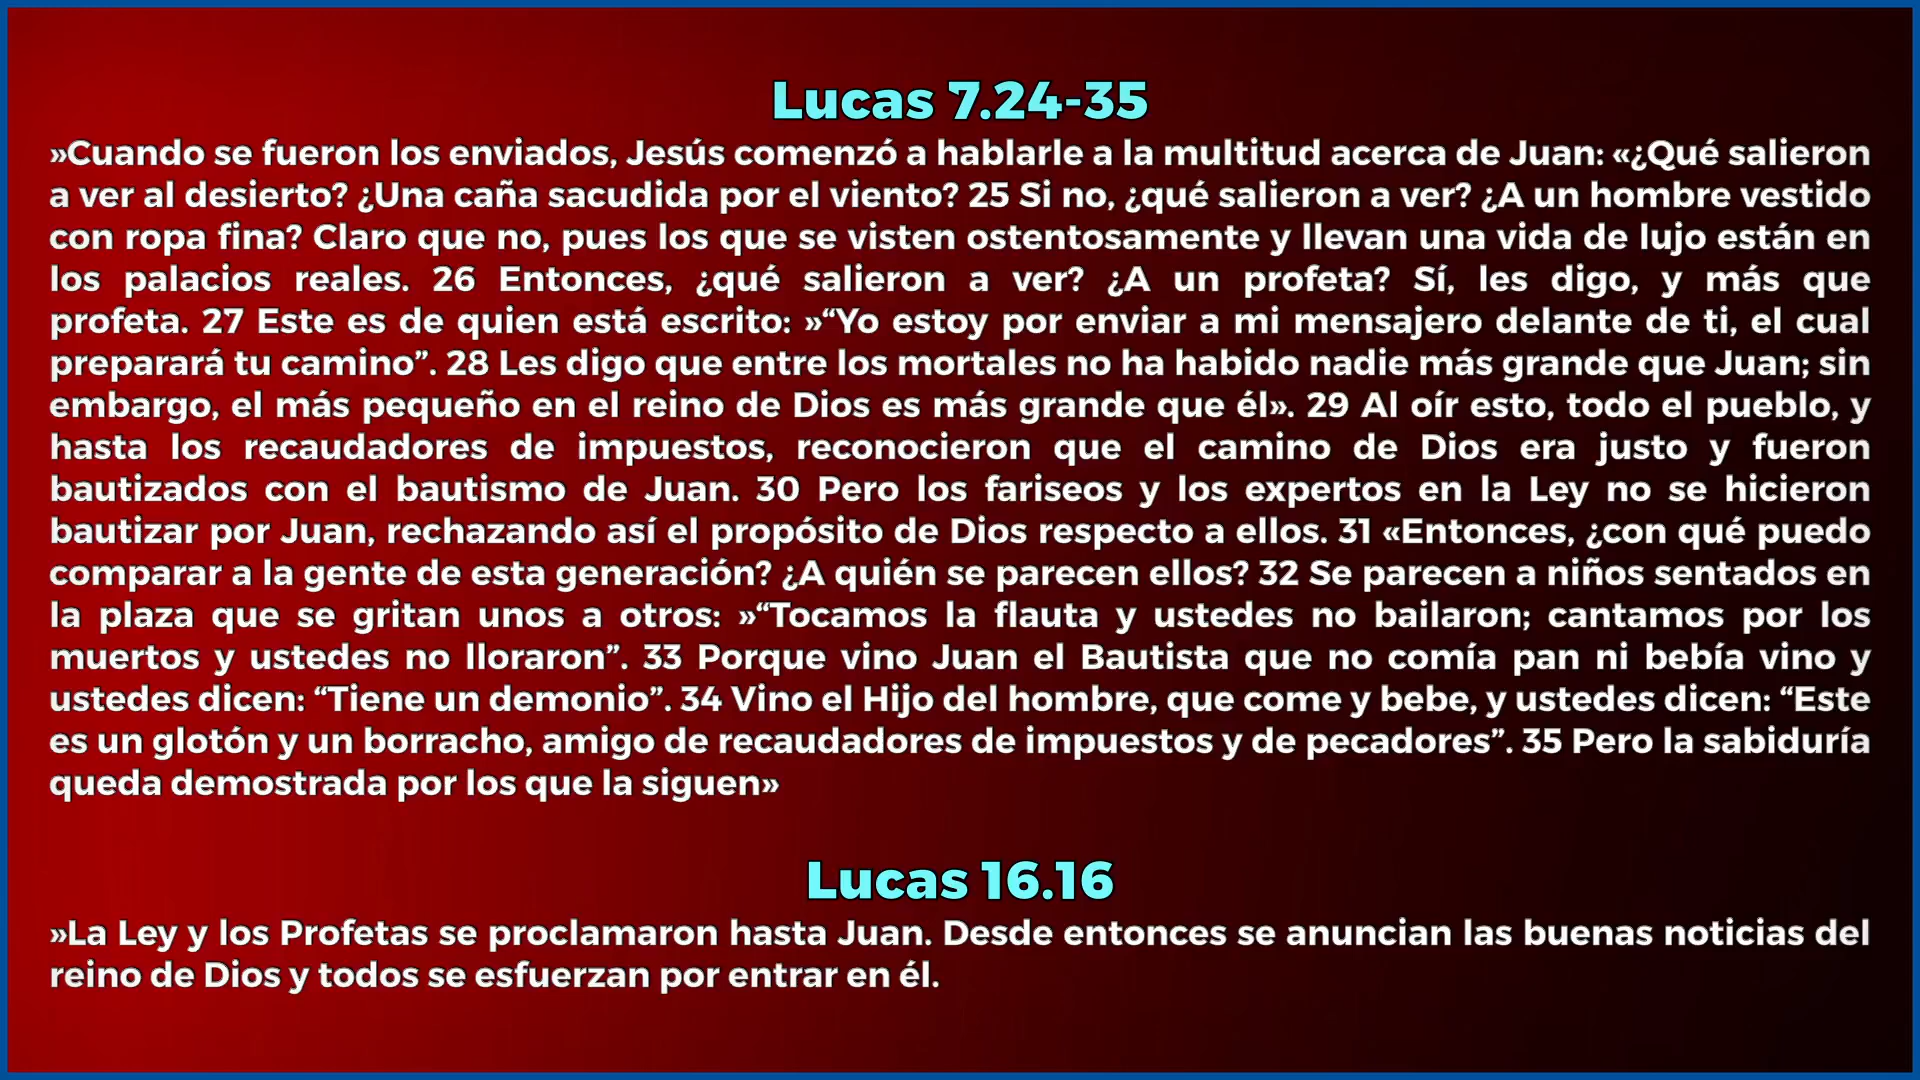 Lucas 7.24-35
»Cuando se fueron los enviados, Jesús comenzó a hablarle a la multitud acerca de Juan: «¿Qué salieron
a ver al desierto? ¿Una caña sacudida por el viento? 25 Si no, ¿qué salieron a ver? ¿A un hombre vestido
con ropa fina? Claro que no, pues los que se visten ostentosamente y llevan una vida de lujo están en
los palacios reales. 26 Entonces, ¿qué salieron a ver? ¿A un profeta? Sí, les digo, y más que
profeta. 27 Este es de quien está escrito: »“Yo estoy por enviar a mi mensajero delante de ti, el cual
preparará tu camino”. 28 Les digo que entre los mortales no ha habido nadie más grande que Juan; sin
embargo, el más pequeño en el reino de Dios es más grande que él». 29 Al oír esto, todo el pueblo, y
hasta los recaudadores de impuestos, reconocieron que el camino de Dios era justo y fueron
bautizados con el bautismo de Juan. 30 Pero los fariseos y los expertos en la Ley no se hicieron
bautizar por Juan, rechazando así el propósito de Dios respecto a ellos. 31 «Entonces, ¿con qué puedo
comparar a la gente de esta generación? ¿A quién se parecen ellos? 32 Se parecen a niños sentados en
la plaza que se gritan unos a otros: »“Tocamos la flauta y ustedes no bailaron; cantamos por los
muertos y ustedes no lloraron”. 33 Porque vino Juan el Bautista que no comía pan ni bebía vino y
ustedes dicen: “Tiene un demonio”. 34 Vino el Hijo del hombre, que come y bebe, y ustedes dicen: “Este
es un glotón y un borracho, amigo de recaudadores de impuestos y de pecadores”. 35 Pero la sabiduría
queda demostrada por los que la siguen»
Lucas 16.16
»La Ley y los Profetas se proclamaron hasta Juan. Desde entonces se anuncian las buenas noticias del
reino de Dios y todos se esfuerzan por entrar en él.